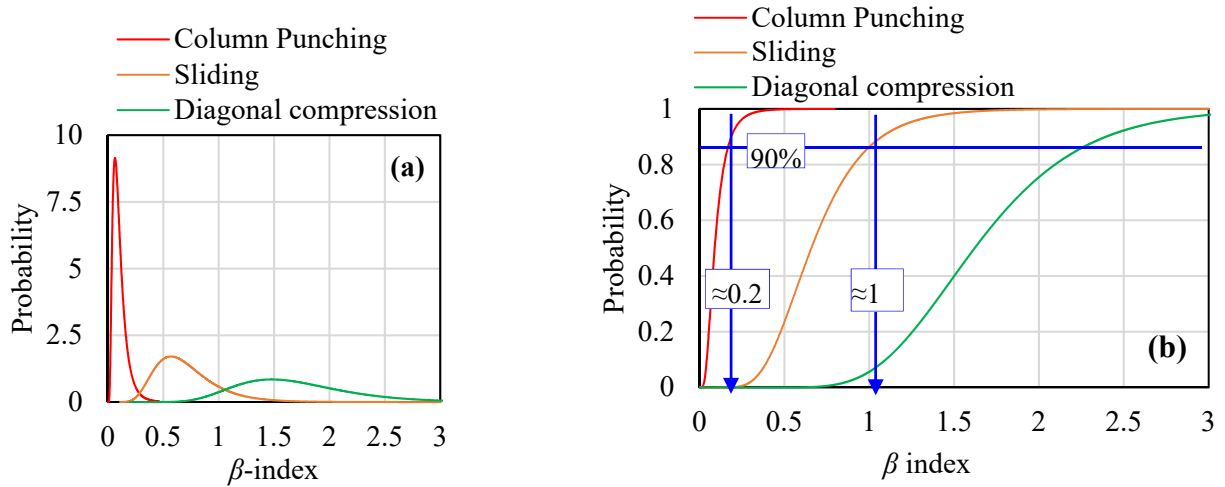 Column Punching
Sliding
Diagonal compression
10
7.5
5
2.5
0
Probability
(a)
0 0.5 1 1.5 2 2.5 3
β-index
Column Punching
Sliding
Diagonal compression
1
0.8
0.6
0.4
0.2
0
Probability
90%
≈0.2
≈1
(b)
0 0.5 1 1.5 2 2.5 3
β index